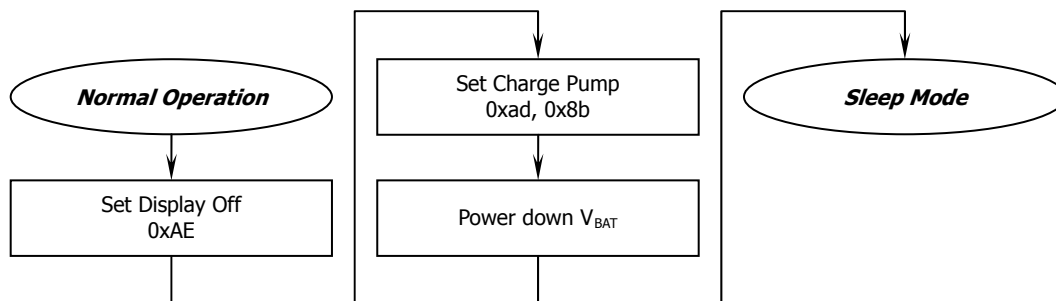 Normal Operation
Set Display Off
0xAE
Set Charge Pump
0xad, 0x8b
Power down VBAT
Sleep Mode